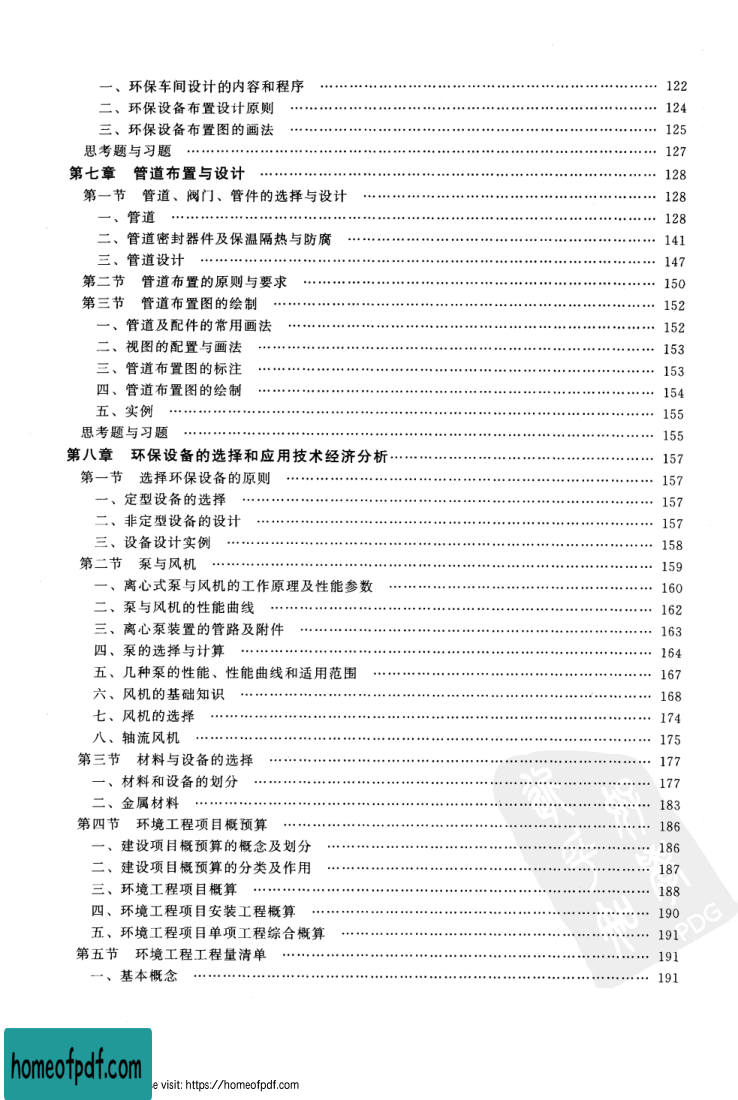 一、环保车间设计的内容和程序 …… 122
二、环保设备布置设计原则 …… 124
三、环保设备布置图的画法 …… 125
思考题与习题 …… 127
第七章 管道布置与设计 …… 128
第一节 管道、阀门、管件的选择与设计 …… 128
一、管道 …… 128
二、管道密封器件及保温隔热与防腐 …… 141
三、管道设计 …… 147
第二节 管道布置的原则与要求 …… 150
第三节 管道布置图的绘制 …… 152
一、管道及配件的常用画法 …… 152
二、视图的配置与画法 …… 153
三、管道布置图的标注 …… 153
四、管道布置图的绘制 …… 154
五、实例 …… 155
思考题与习题 …… 155
第八章 环保设备的选择和应用技术经济分析 …… 157
第一节 选择环保设备的原则 …… 157
一、定型设备的选择 …… 157
二、非定型设备的设计 …… 157
三、设备设计实例 …… 158
第二节 泵与风机 …… 159
一、离心式泵与风机的工作原理及性能参数 …… 160
二、泵与风机的性能曲线 …… 162
三、离心泵装置的管路及附件 …… 163
四、泵的选择与计算 …… 164
五、几种泵的性能、性能曲线和适用范围 …… 167
六、风机的基础知识 …… 168
七、风机的选择 …… 174
八、轴流风机 …… 175
第三节 材料与设备的选择 …… 177
一、材料和设备的划分 …… 177
二、金属材料 …… 183
第四节 环境工程项目概预算 …… 186
一、建设项目概预算的概念及划分 …… 186
二、建设项目概预算的分类及作用 …… 187
三、环境工程项目概算 …… 188
四、环境工程项目安装工程概算 …… 190
五、环境工程项目单项工程综合概算 …… 191
第五节 环境工程工程量清单 …… 191
一、基本概念 …… 191
PDG
homeofpdf.com
e visit: https://homeofpdf.com